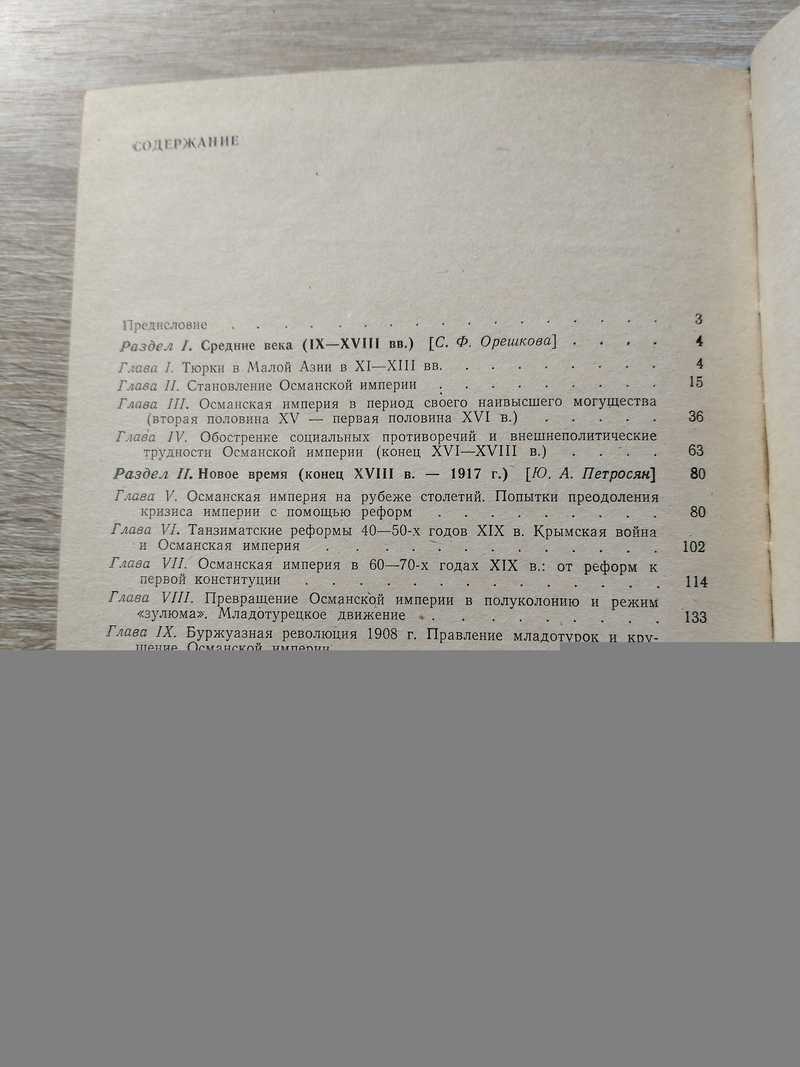 СОДЕРЖАНИЕ
Предисловие . . . . . . . . . . . . . . . . . 3
Раздел I. Средние века (IX—XVIII вв.) [С. Ф. Орешкова] . . . . 4
Глава I. Тюрки в Малой Азии в XI—XIII вв. . . . . . . . . 4
Глава II. Становление Османской империи . . . . . . . . . 15
Глава III. Османская империя в период своего наивысшего могущества
(вторая половина XV — первая половина XVI в.) . . . . . 36
Глава IV. Обострение социальных противоречий и внешнеполитические
трудности Османской империи (конец XVI—XVIII в.) . . . . 63
Раздел II. Новое время (конец XVIII в. — 1917 г.) [Ю. А. Петросян] 80
Глава V. Османская империя на рубеже столетий. Попытки преодоления
кризиса империи с помощью реформ . . . . . . . . . 80
Глава VI. Танзиматские реформы 40—50-х годов XIX в. Крымская война
и Османская империя . . . . . . . . . . . . . 102
Глава VII. Османская империя в 60—70-х годах XIX в.: от реформ к
первой конституции . . . . . . . . . . . . . . 114
Глава VIII. Превращение Османской империи в полуколонию и режим
«зулюма». Младотурецкое движение . . . . . . . . . 133
Глава IX. Буржуазная революция 1908 г. Правление младотурок и кру-
шение Османской империи